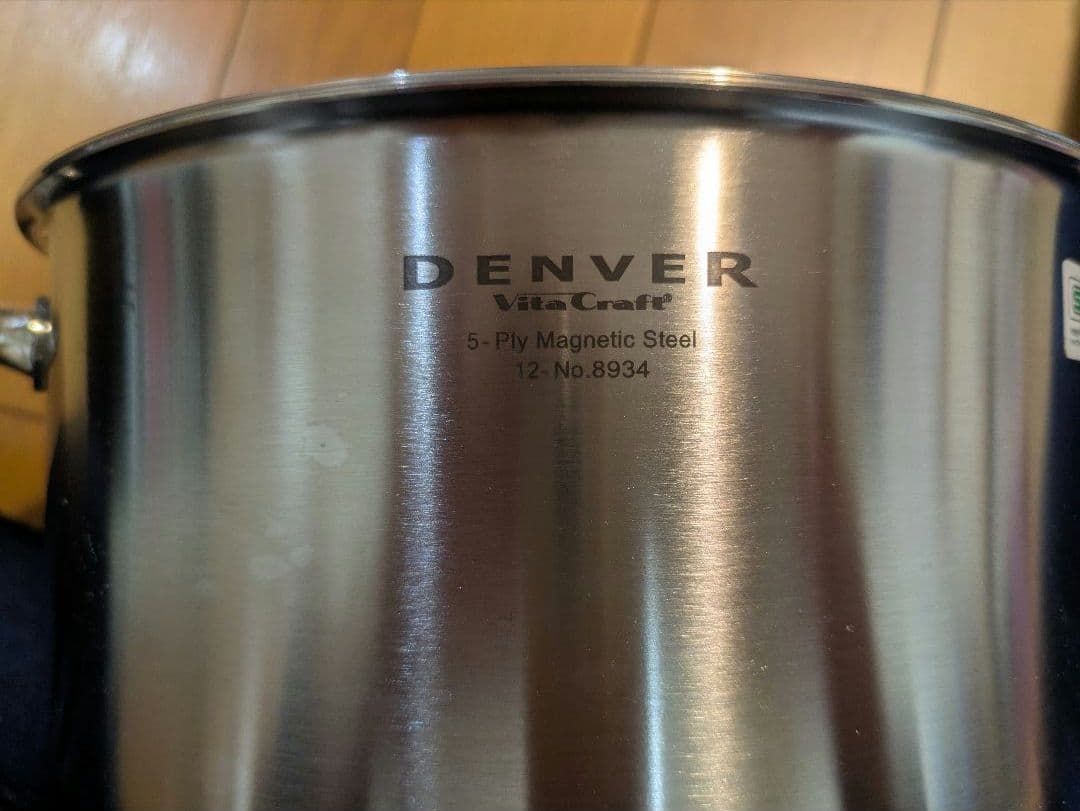 DENVER
VitaCraft®
5-Ply Magnetic Steel
12-No.8934